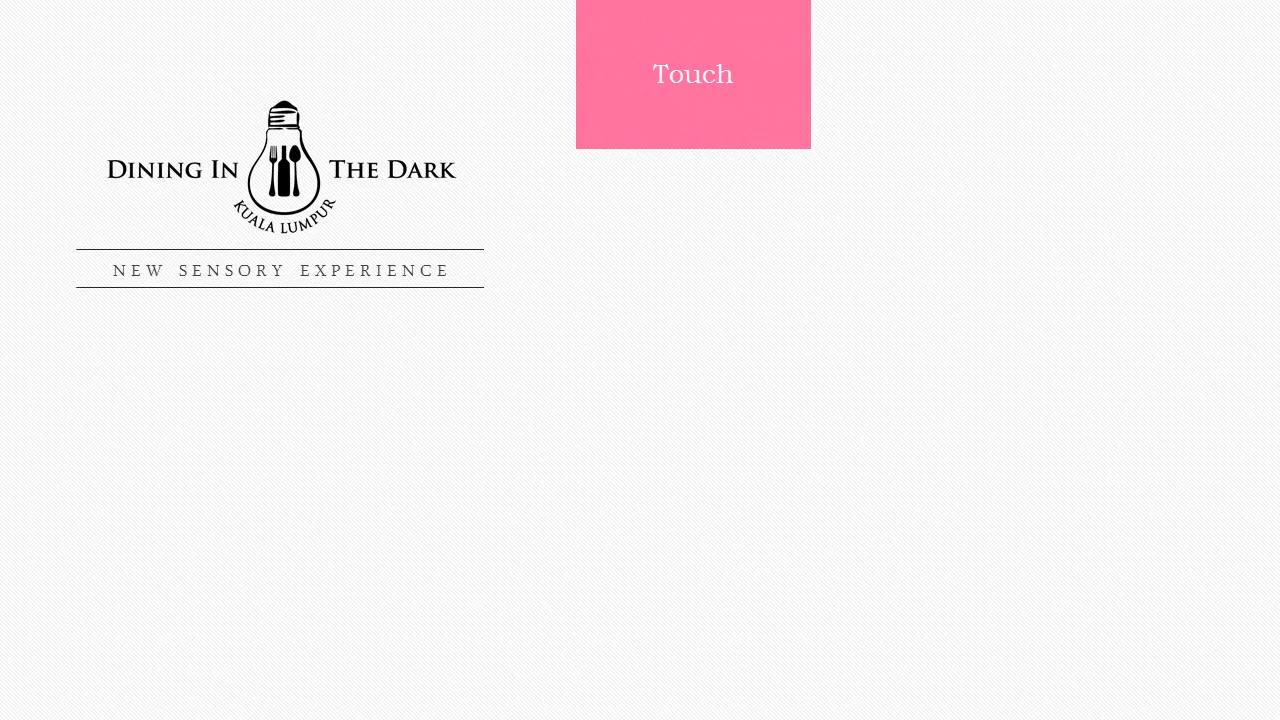 Touch
DINING IN THE DARK
KUALA LUMPUR
NEW SENSORY EXPERIENCE